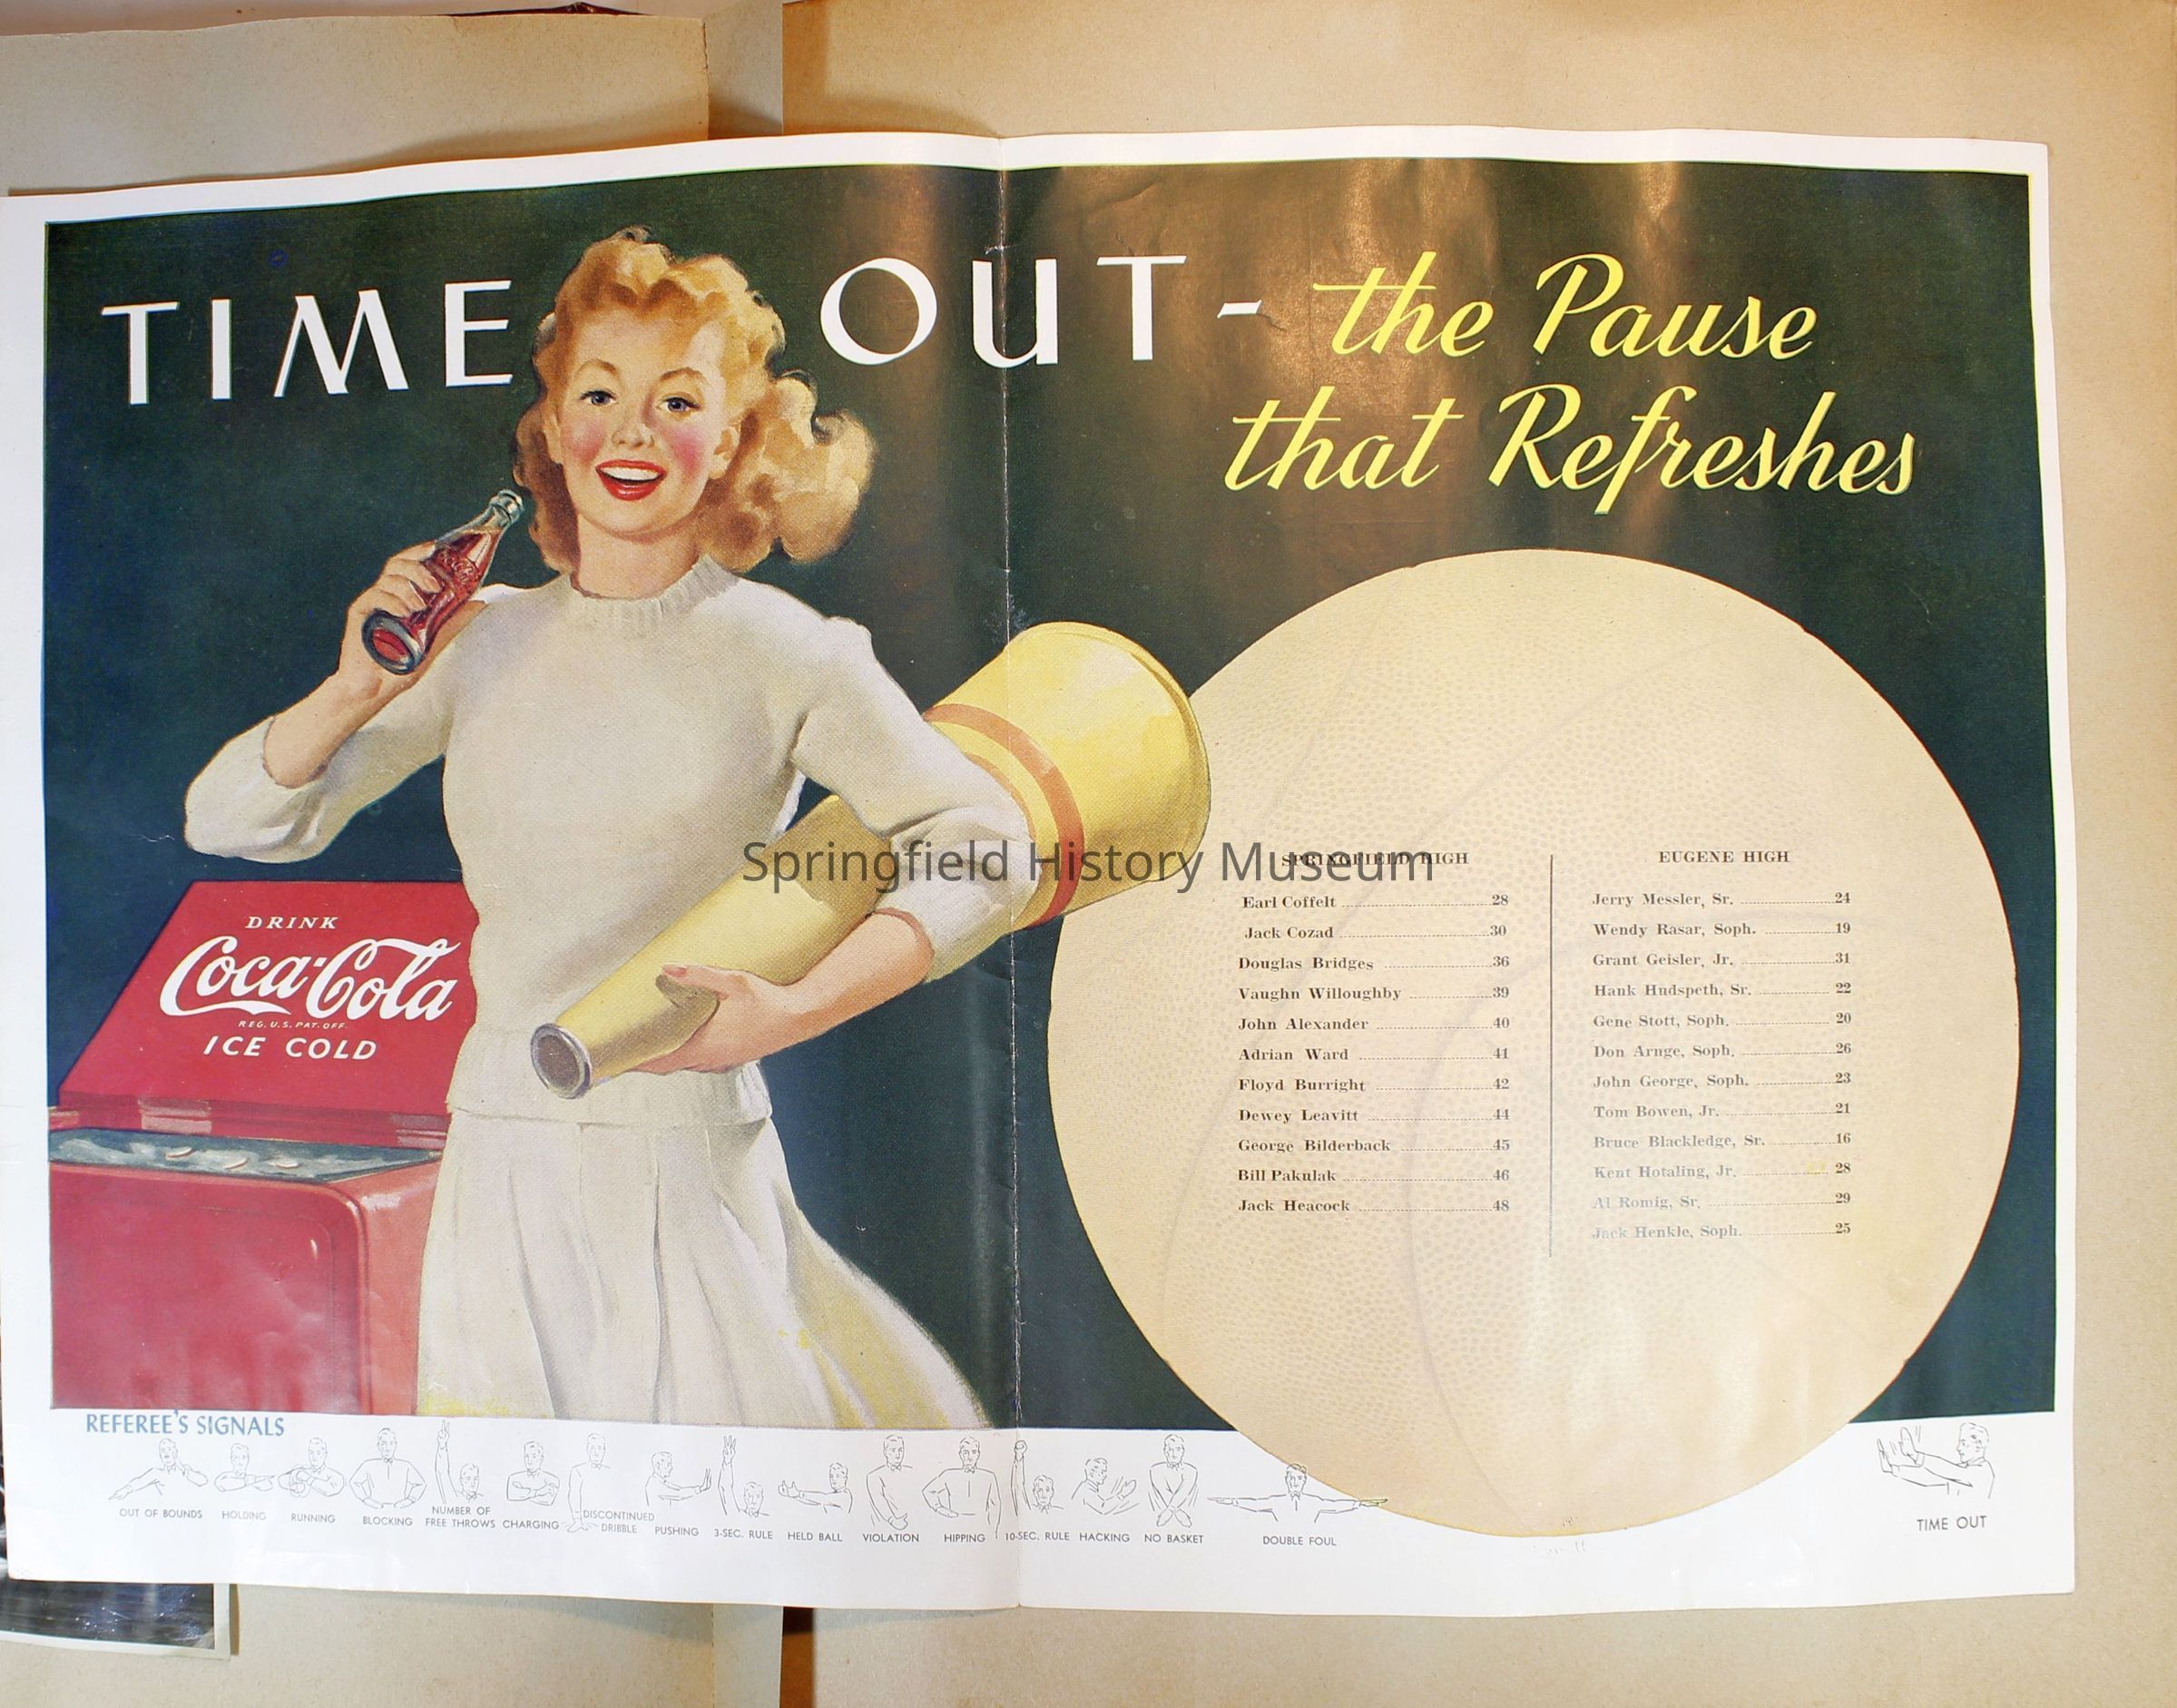 TIME OUT - the Pause
that Refreshes
DRINK
Coca-Cola
REG. U.S. PAT. OFF.
ICE COLD
Springfield History Museum
SPRINGFIELD HIGH
Earl Coffelt 28
Jack Cozad 30
Douglas Bridges 36
Vaughn Willoughby 39
John Alexander 40
Adrian Ward 41
Floyd Burright 42
Dewey Leavitt 44
George Bilderback 45
Bill Pakulak 46
Jack Heacock 48
EUGENE HIGH
Jerry Messler, Sr. 24
Wendy Rasar, Soph. 19
Grant Geisler, Jr. 31
Hank Hudspeth, Sr. 22
Gene Stott, Soph. 20
Don Arnge, Soph. 26
John George, Soph. 23
Tom Bowen, Jr. 21
Bruce Blackledge, Sr. 16
Kent Hotaling, Jr. 28
Al Romig, Sr. 29
Jack Henkle, Soph. 25
REFEREE'S SIGNALS
OUT OF BOUNDS
HOLDING
RUNNING
BLOCKING
NUMBER OF
FREE THROWS
CHARGING
DISCONTINUED
DRIBBLE
PUSHING
3-SEC. RULE
HELD BALL
VIOLATION
HIPPING
10-SEC. RULE
HACKING
NO BASKET
DOUBLE FOUL
TIME OUT